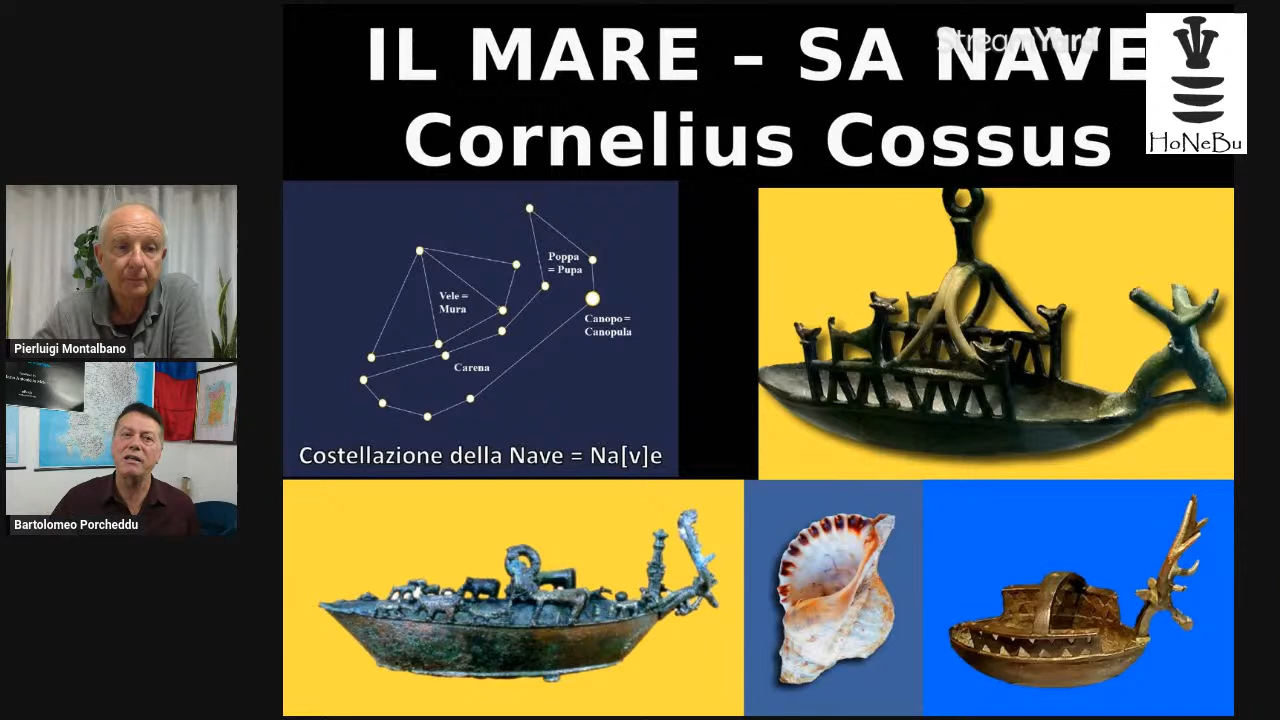 IL MARE – SA NAVE
Cornelius Cossus
StreamYard
HoNeBu
Poppa
= Pupa
Vele =
Mura
Canopo =
Canopula
Carena
Costellazione della Nave = Na[v]e
Pierluigi Montalbano
Bartolomeo Porcheddu